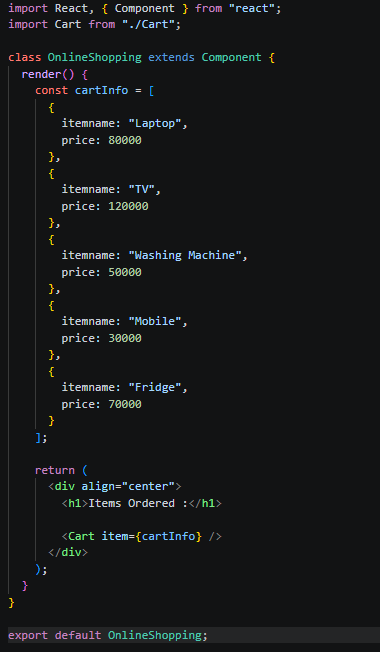 import React, { Component } from "react";
import Cart from "./Cart";

class OnlineShopping extends Component {
  render() {
    const cartInfo = [
      {
        itemname: "Laptop",
        price: 80000
      },
      {
        itemname: "TV",
        price: 120000
      },
      {
        itemname: "Washing Machine",
        price: 50000
      },
      {
        itemname: "Mobile",
        price: 30000
      },
      {
        itemname: "Fridge",
        price: 70000
      }
    ];

    return (
      <div align="center">
        <h1>Items Ordered :</h1>

        <Cart item={cartInfo} />
      </div>
    );
  }
}

export default OnlineShopping;